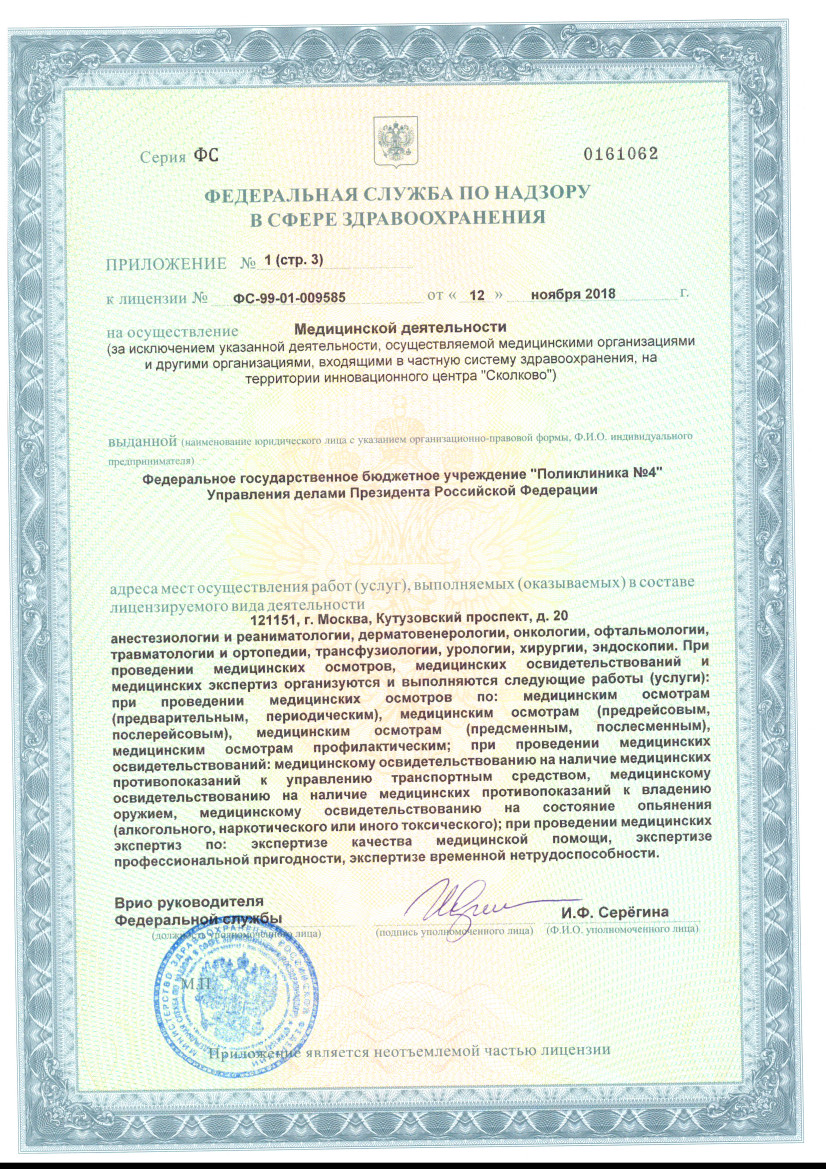 Серия ФС
0161062
ФЕДЕРАЛЬНАЯ СЛУЖБА ПО НАДЗОРУ
В СФЕРЕ ЗДРАВООХРАНЕНИЯ
ПРИЛОЖЕНИЕ № 1 (стр. 3)
к лицензии № ФС-99-01-009585 от « 12 » ноября 2018 г.
на осуществление Медицинской деятельности
(за исключением указанной деятельности, осуществляемой медицинскими организациями
и другими организациями, входящими в частную систему здравоохранения, на
территории инновационного центра "Сколково")
выданной (наименование юридического лица с указанием организационно-правовой формы, Ф.И.О. индивидуального
предпринимателя)
Федеральное государственное бюджетное учреждение "Поликлиника №4"
Управления делами Президента Российской Федерации
адреса мест осуществления работ (услуг), выполняемых (оказываемых) в составе
лицензируемого вида деятельности
121151, г. Москва, Кутузовский проспект, д. 20
анестезиологии и реаниматологии, дерматовенерологии, онкологии, офтальмологии,
травматологии и ортопедии, трансфузиологии, урологии, хирургии, эндоскопии. При
проведении медицинских осмотров, медицинских освидетельствований и
медицинских экспертиз организуются и выполняются следующие работы (услуги):
при проведении медицинских осмотров по: медицинским осмотрам
(предварительным, периодическим), медицинским осмотрам (предрейсовым,
послерейсовым), медицинским осмотрам (предсменным, послесменным),
медицинским осмотрам профилактическим; при проведении медицинских
освидетельствований: медицинскому освидетельствованию на наличие медицинских
противопоказаний к управлению транспортным средством, медицинскому
освидетельствованию на наличие медицинских противопоказаний к владению
оружием, медицинскому освидетельствованию на состояние опьянения
(алкогольного, наркотического или иного токсического); при проведении медицинских
экспертиз по: экспертизе качества медицинской помощи, экспертизе
профессиональной пригодности, экспертизе временной нетрудоспособности.
Врио руководителя
Федеральной службы
И.Ф. Серёгина
(должность уполномоченного лица)
(подпись уполномоченного лица)
(Ф.И.О. уполномоченного лица)
М.П.
МИНИСТЕРСТВО ЗДРАВООХРАНЕНИЯ РОССИЙСКОЙ ФЕДЕРАЦИИ
Приложение является неотъемлемой частью лицензии